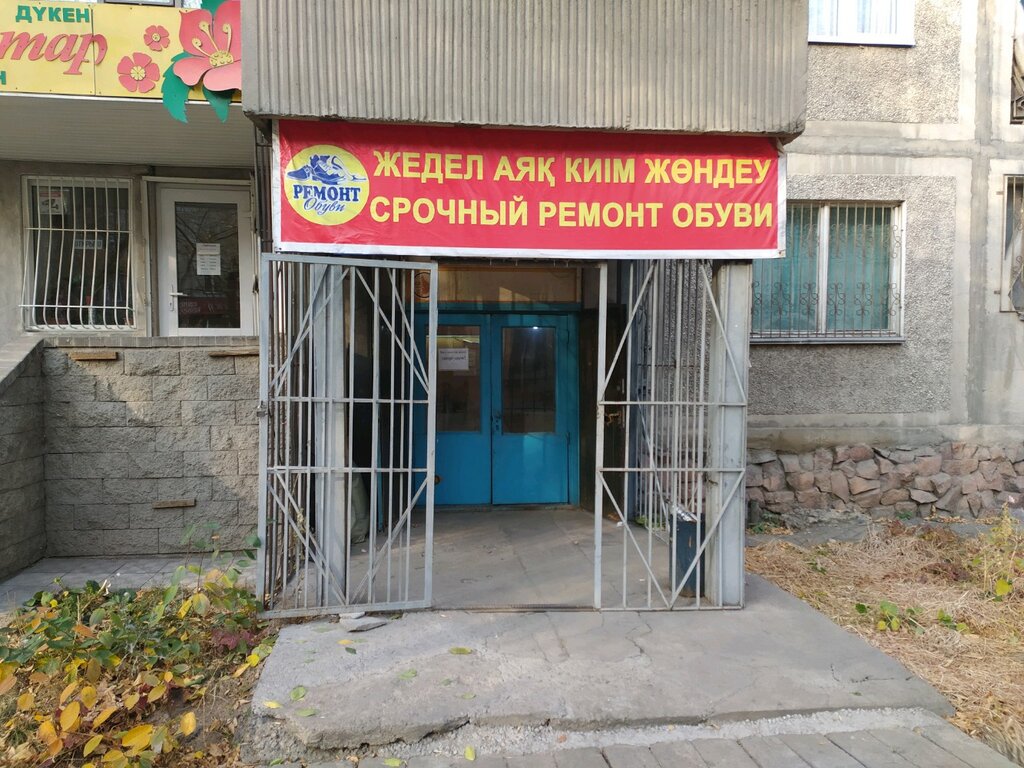 ДҮКЕН
РЕМОНТ
Обуви
ЖЕДЕЛ АЯҚ КИІМ ЖӨНДЕУ
СРОЧНЫЙ РЕМОНТ ОБУВИ